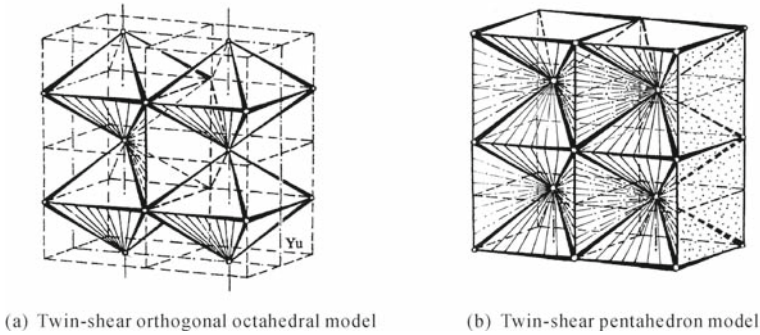 Yu
(a) Twin-shear orthogonal octahedral model
(b) Twin-shear pentahedron model